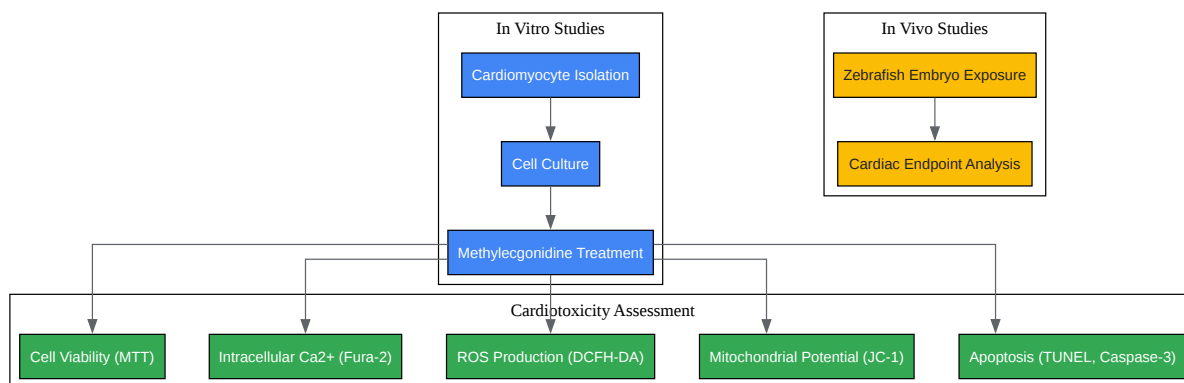 In Vitro Studies
Cardiomyocyte Isolation
Cell Culture
Methylecgonidine Treatment
In Vivo Studies
Zebrafish Embryo Exposure
Cardiac Endpoint Analysis
Cardiotoxicity Assessment
Cell Viability (MTT)
Intracellular Ca2+ (Fura-2)
ROS Production (DCFH-DA)
Mitochondrial Potential (JC-1)
Apoptosis (TUNEL, Caspase-3)